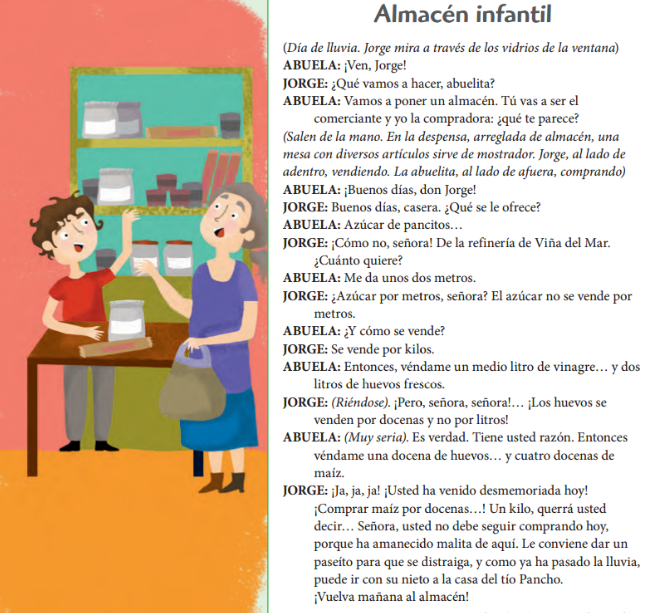 Almacén infantil
(Día de lluvia. Jorge mira a través de los vidrios de la ventana)
ABUELA: ¡Ven, Jorge!
JORGE: ¿Qué vamos a hacer, abuelita?
ABUELA: Vamos a poner un almacén. Tú vas a ser el
comerciante y yo la compradora: ¿qué te parece?
(Salen de la mano. En la despensa, arreglada de almacén, una
mesa con diversos artículos sirve de mostrador. Jorge, al lado de
adentro, vendiendo. La abuelita, al lado de afuera, comprando)
ABUELA: ¡Buenos días, don Jorge!
JORGE: Buenos días, casera. ¿Qué se le ofrece?
ABUELA: Azúcar de pancitos…
JORGE: ¡Cómo no, señora! De la refinería de Viña del Mar.
¿Cuánto quiere?
ABUELA: Me da unos dos metros.
JORGE: ¿Azúcar por metros, señora? El azúcar no se vende por
metros.
ABUELA: ¿Y cómo se vende?
JORGE: Se vende por kilos.
ABUELA: Entonces, véndame un medio litro de vinagre… y dos
litros de huevos frescos.
JORGE: (Riéndose). ¡Pero, señora, señora!… ¡Los huevos se
venden por docenas y no por litros!
ABUELA: (Muy seria). Es verdad. Tiene usted razón. Entonces
véndame una docena de huevos… y cuatro docenas de
maíz.
JORGE: ¡Ja, ja, ja! ¡Usted ha venido desmemoriada hoy!
¡Comprar maíz por docenas…! Un kilo, querrá usted
decir… Señora, usted no debe seguir comprando hoy,
porque ha amanecido malita de aquí. Le conviene dar un
paseíto para que se distraiga, y como ya ha pasado la lluvia,
puede ir con su nieto a la casa del tío Pancho.
¡Vuelva mañana al almacén!